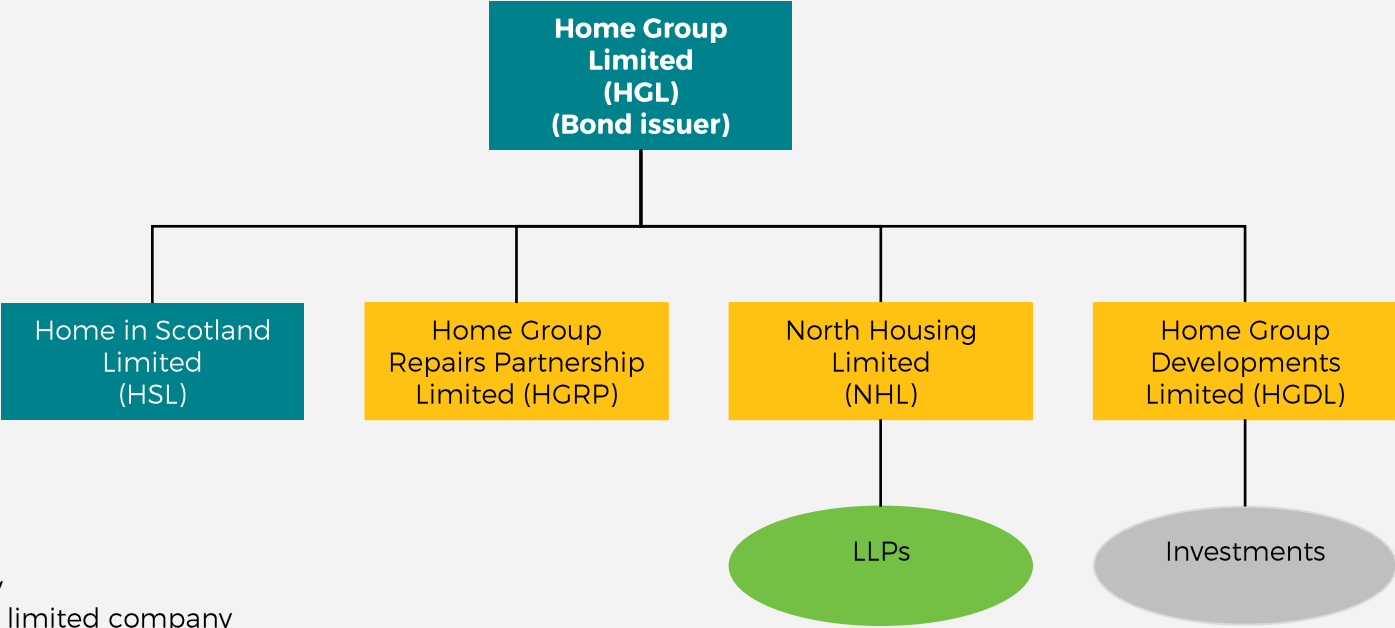 Home Group
Limited
(HGL)
(Bond issuer)
Home in Scotland
Limited
(HSL)
Home Group
Repairs Partnership
Limited (HGRP)
North Housing
Limited
(NHL)
Home Group
Developments
Limited (HGDL)
LLPs
Investments
limited company